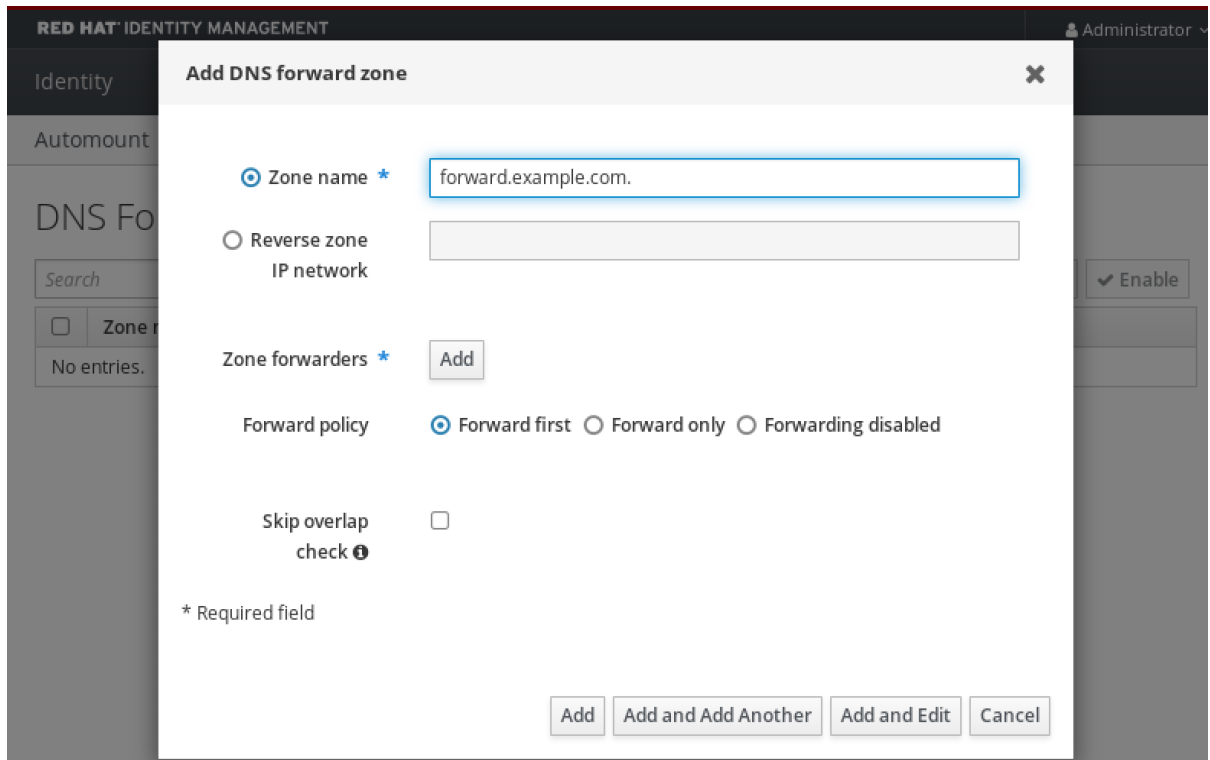 RED HAT® IDENTITY MANAGEMENT
Administrator
Add DNS forward zone
Identity
Automount
Zone name *
forward.example.com.
DNS Fo
Reverse zone
IP network
Search
Enable
Zone
No entries.
Zone forwarders *
Add
Forward policy
Forward first
Forward only
Forwarding disabled
Skip overlap
check
* Required field
Add
Add and Add Another
Add and Edit
Cancel